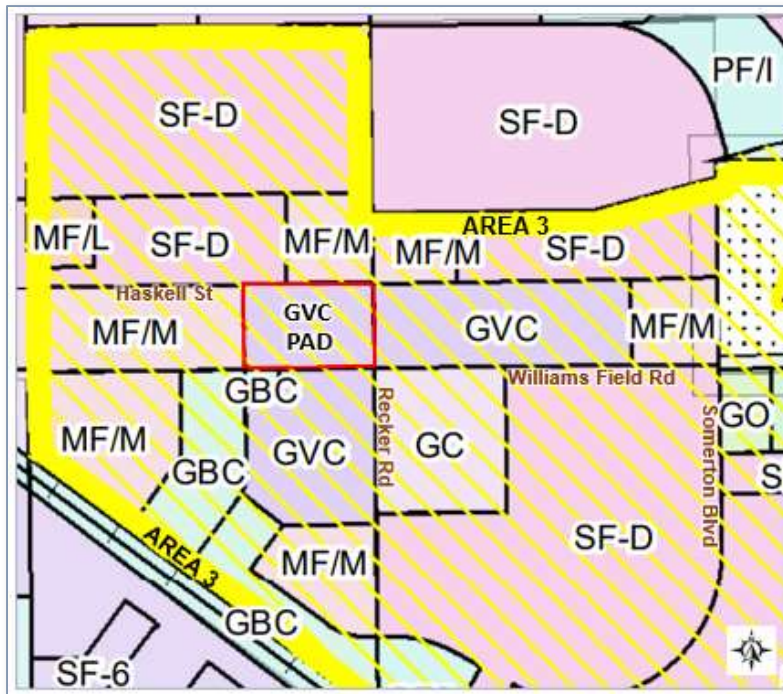 PF/I
SF-D
SF-D
AREA 3
MF/L
SF-D
MF/M
MF/M
SF-D
Haskell St
GVC
PAD
MF/M
GVC
MF/M
Williams Field Rd
GBC
MF/M
GBC
GVC
Recker Rd
GC
Somerton Blvd
GO
S
SF-D
AREA 3
MF/M
GBC
SF-6